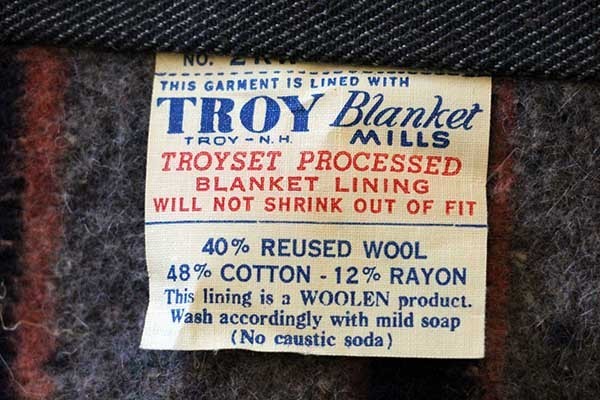 NO.
THIS GARMENT IS LINED WITH
TROY Blanket
TROY - N.H. MILLS
TROYSET PROCESSED
BLANKET LINING
WILL NOT SHRINK OUT OF FIT
40% REUSED WOOL
48% COTTON - 12% RAYON
This lining is a WOOLEN product.
Wash accordingly with mild soap
(No caustic soda)